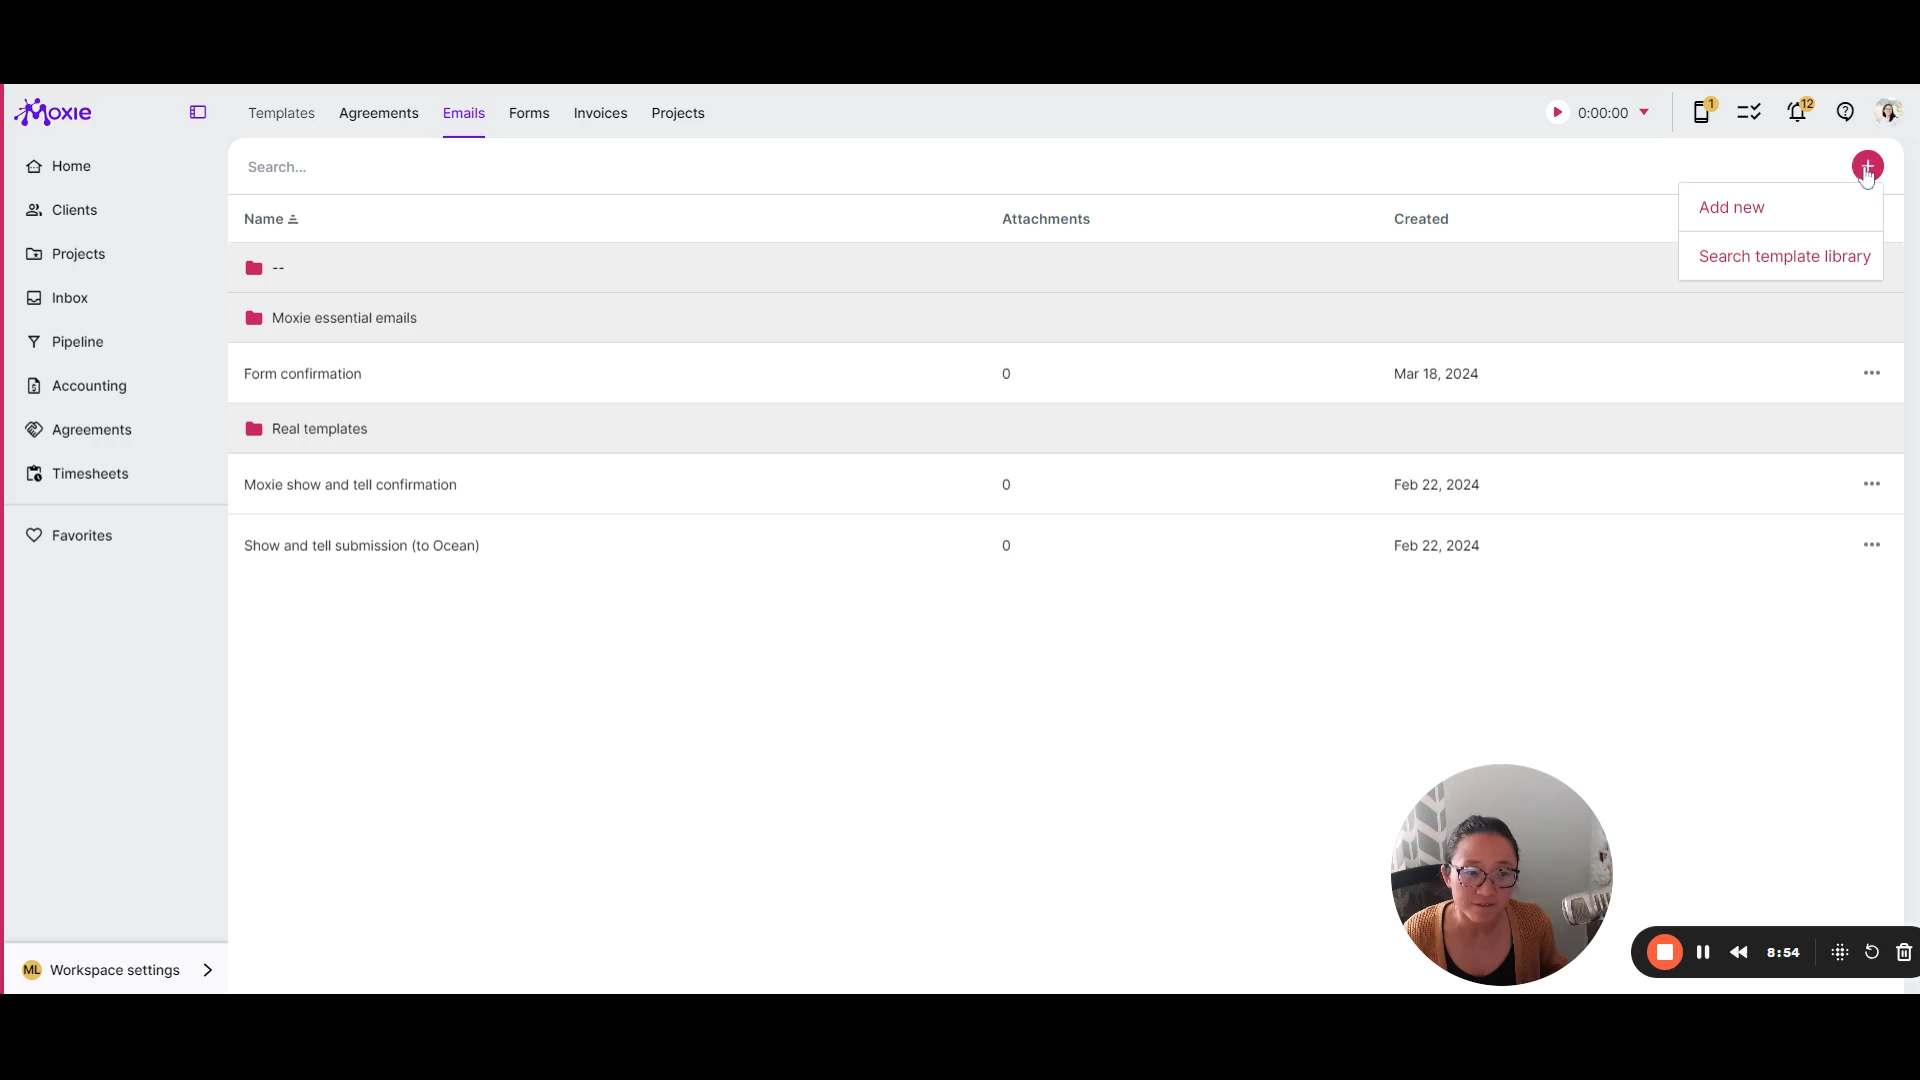 Moxie
Templates Agreements Emails Forms Invoices Projects
0:00:00
1
12
Home
Clients
Projects
Inbox
Pipeline
Accounting
Agreements
Timesheets
Favorites
ML Workspace settings
Search...
Add new
Search template library
Name Attachments Created
--
Moxie essential emails
Form confirmation 0 Mar 18, 2024
Real templates
Moxie show and tell confirmation 0 Feb 22, 2024
Show and tell submission (to Ocean) 0 Feb 22, 2024
8:54